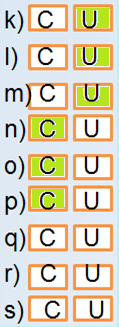 k) C U
l) C U
m) C U
n) C U
o) C U
p) C U
q) C U
r) C U
s) C U